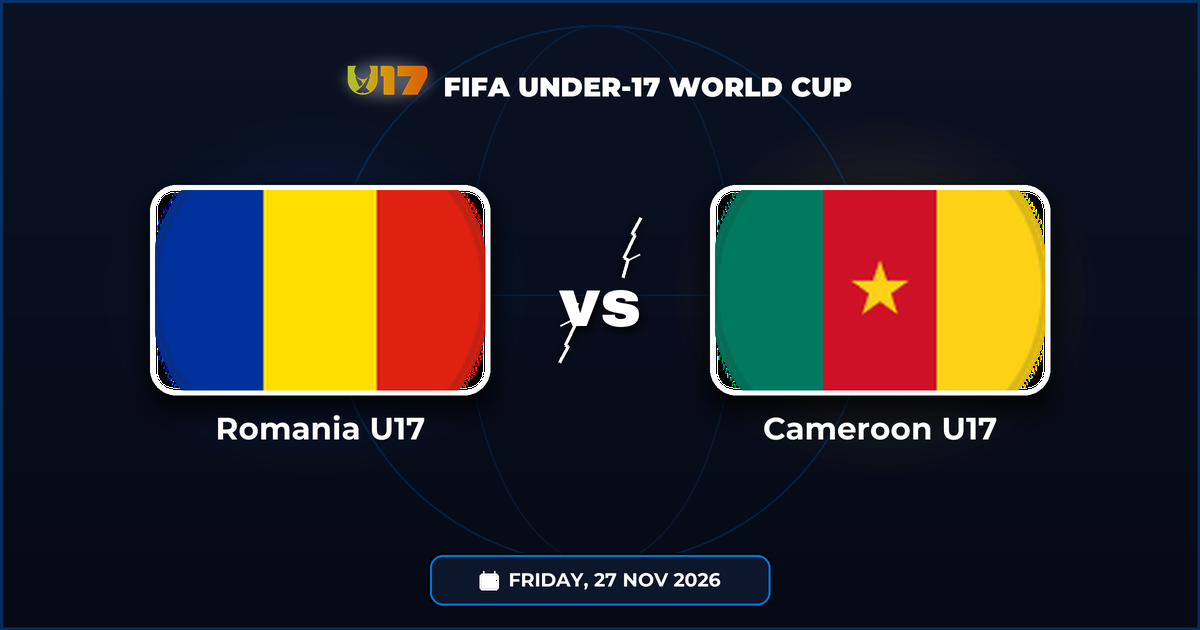 U17 FIFA UNDER-17 WORLD CUP
VS
Romania U17
Cameroon U17
FRIDAY, 27 NOV 2026